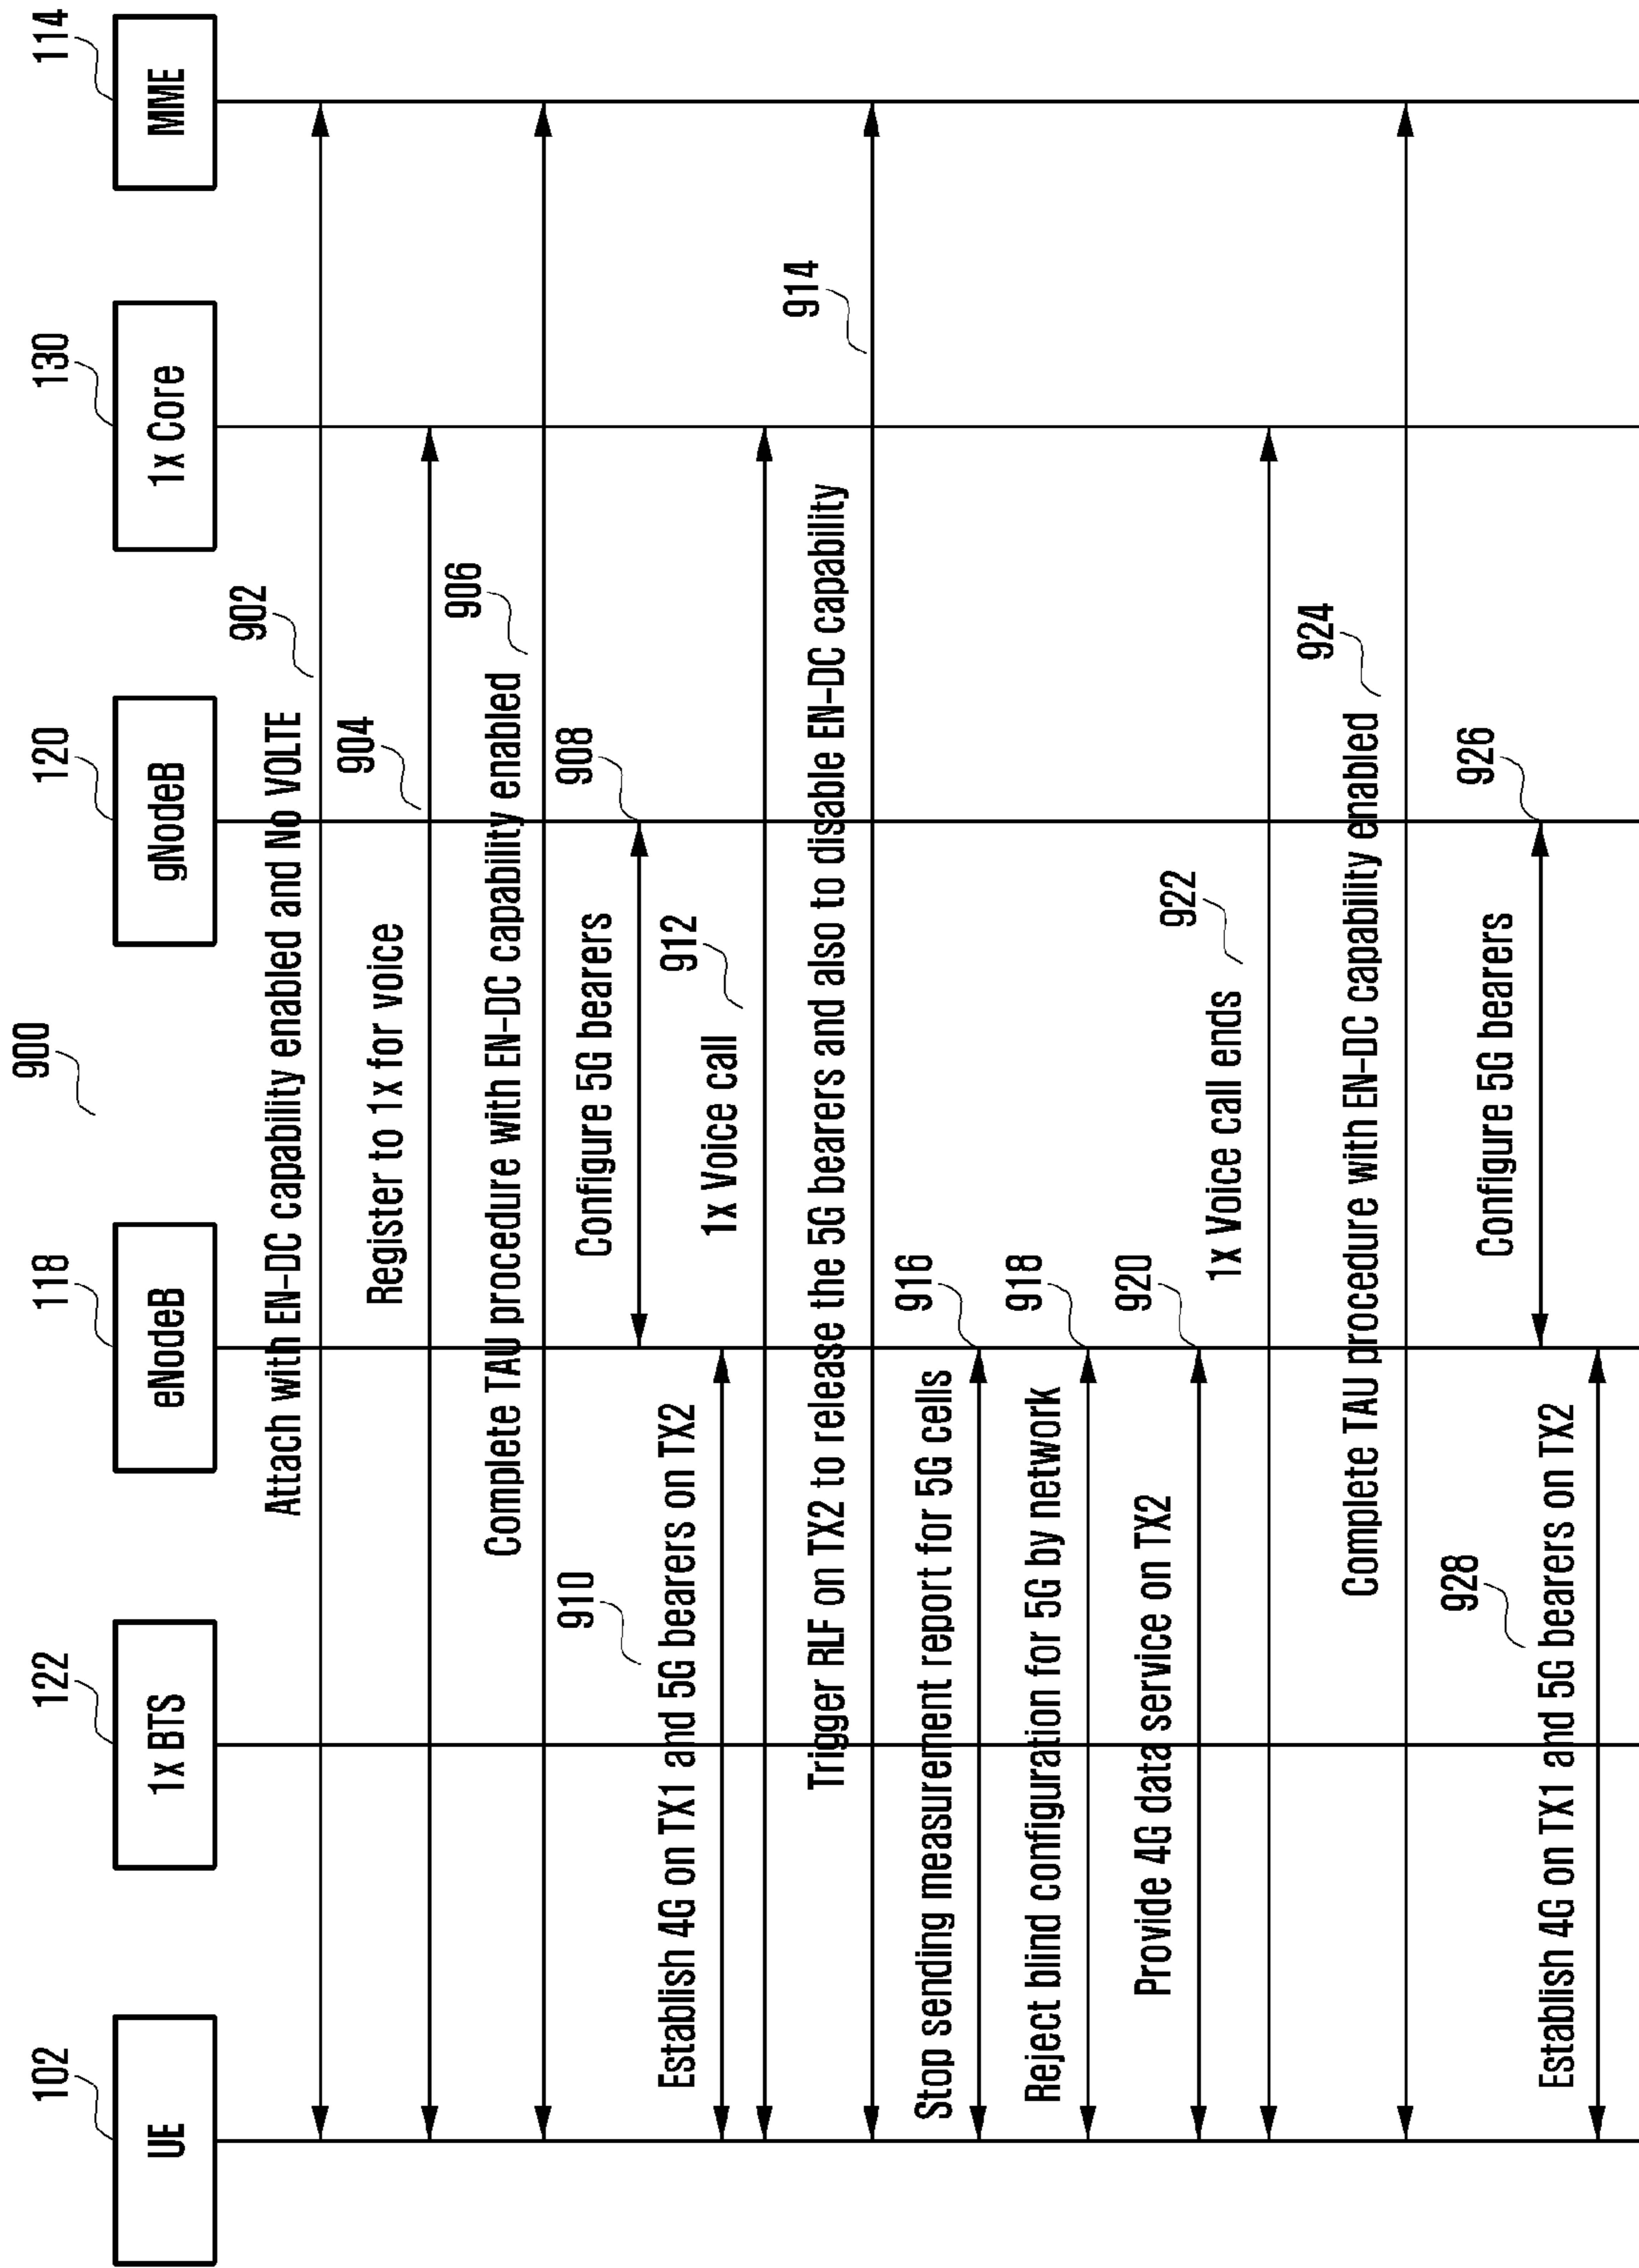 900
102
122
118
120
130
114
UE
1x BTS
eNodeB
gNodeB
1x Core
MME
902
Attach with EN-DC capability enabled and No VOLTE
904
Register to 1x for voice
906
Complete TAU procedure with EN-DC capability enabled
908
Configure 5G bearers
910
Establish 4G on TX1 and 5G bearers on TX2
912
1x Voice call
914
Trigger RLF on TX2 to release the 5G bearers and also to disable EN-DC capability
916
Stop sending measurement report for 5G cells
918
Reject blind configuration for 5G by network
920
Provide 4G data service on TX2
922
1x Voice call ends
924
Complete TAU procedure with EN-DC capability enabled
926
Configure 5G bearers
928
Establish 4G on TX1 and 5G bearers on TX2